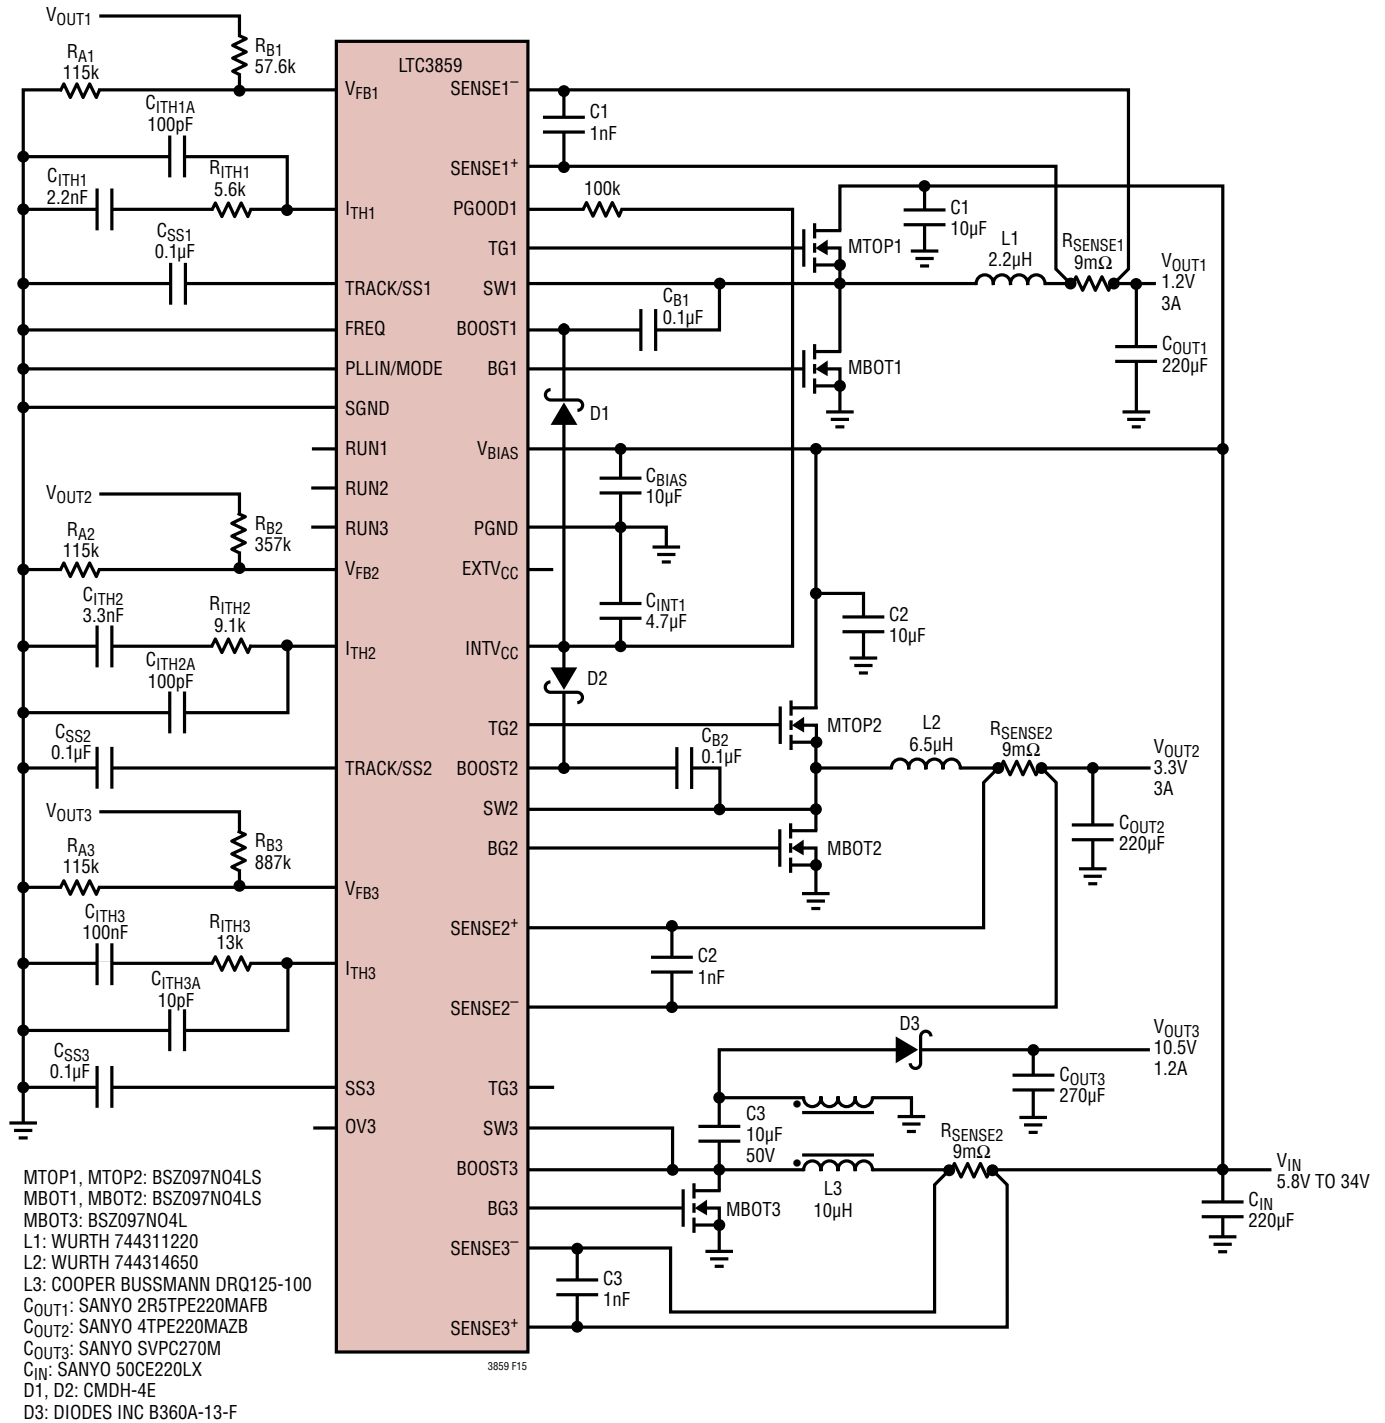 VOUT1
RB1
57.6k
RA1
115k
CITH1A
100pF
CITH1
2.2nF
RITH1
5.6k
CSS1
0.1µF
VOUT2
RB2
357k
RA2
115k
CITH2
3.3nF
RITH2
9.1k
CITH2A
100pF
CSS2
0.1µF
VOUT3
RB3
887k
RA3
115k
CITH3
100nF
RITH3
13k
CITH3A
10pF
CSS3
0.1µF
LTC3859
VFB1
ITH1
TRACK/SS1
FREQ
PLLIN/MODE
SGND
RUN1
RUN2
RUN3
VFB2
ITH2
TRACK/SS2
VFB3
ITH3
SS3
OV3
SENSE1–
SENSE1+
PGOOD1
TG1
SW1
BOOST1
BG1
VBIAS
PGND
EXTVCC
INTVCC
TG2
BOOST2
SW2
BG2
SENSE2+
SENSE2–
TG3
SW3
BOOST3
BG3
SENSE3–
SENSE3+
C1
1nF
100k
C1
10µF
MTOP1
L1
2.2µH
RSENSE1
9mΩ
VOUT1
1.2V
3A
CB1
0.1µF
MBOT1
COUT1
220µF
D1
CBIAS
10µF
CINT1
4.7µF
C2
10µF
D2
MTOP2
L2
6.5µH
RSENSE2
9mΩ
VOUT2
3.3V
3A
CB2
0.1µF
MBOT2
COUT2
220µF
C2
1nF
D3
VOUT3
10.5V
1.2A
COUT3
270µF
C3
10µF
50V
RSENSE2
9mΩ
VIN
5.8V TO 34V
L3
10µH
MBOT3
CIN
220µF
C3
1nF
MTOP1, MTOP2: BSZ097NO4LS
MBOT1, MBOT2: BSZ097NO4LS
MBOT3: BSZ097NO4L
L1: WURTH 744311220
L2: WURTH 744314650
L3: COOPER BUSSMANN DRQ125-100
COUT1: SANYO 2R5TPE220MAFB
COUT2: SANYO 4TPE220MAZB
COUT3: SANYO SVPC270M
CIN: SANYO 50CE220LX
D1, D2: CMDH-4E
D3: DIODES INC B360A-13-F
3859 F15